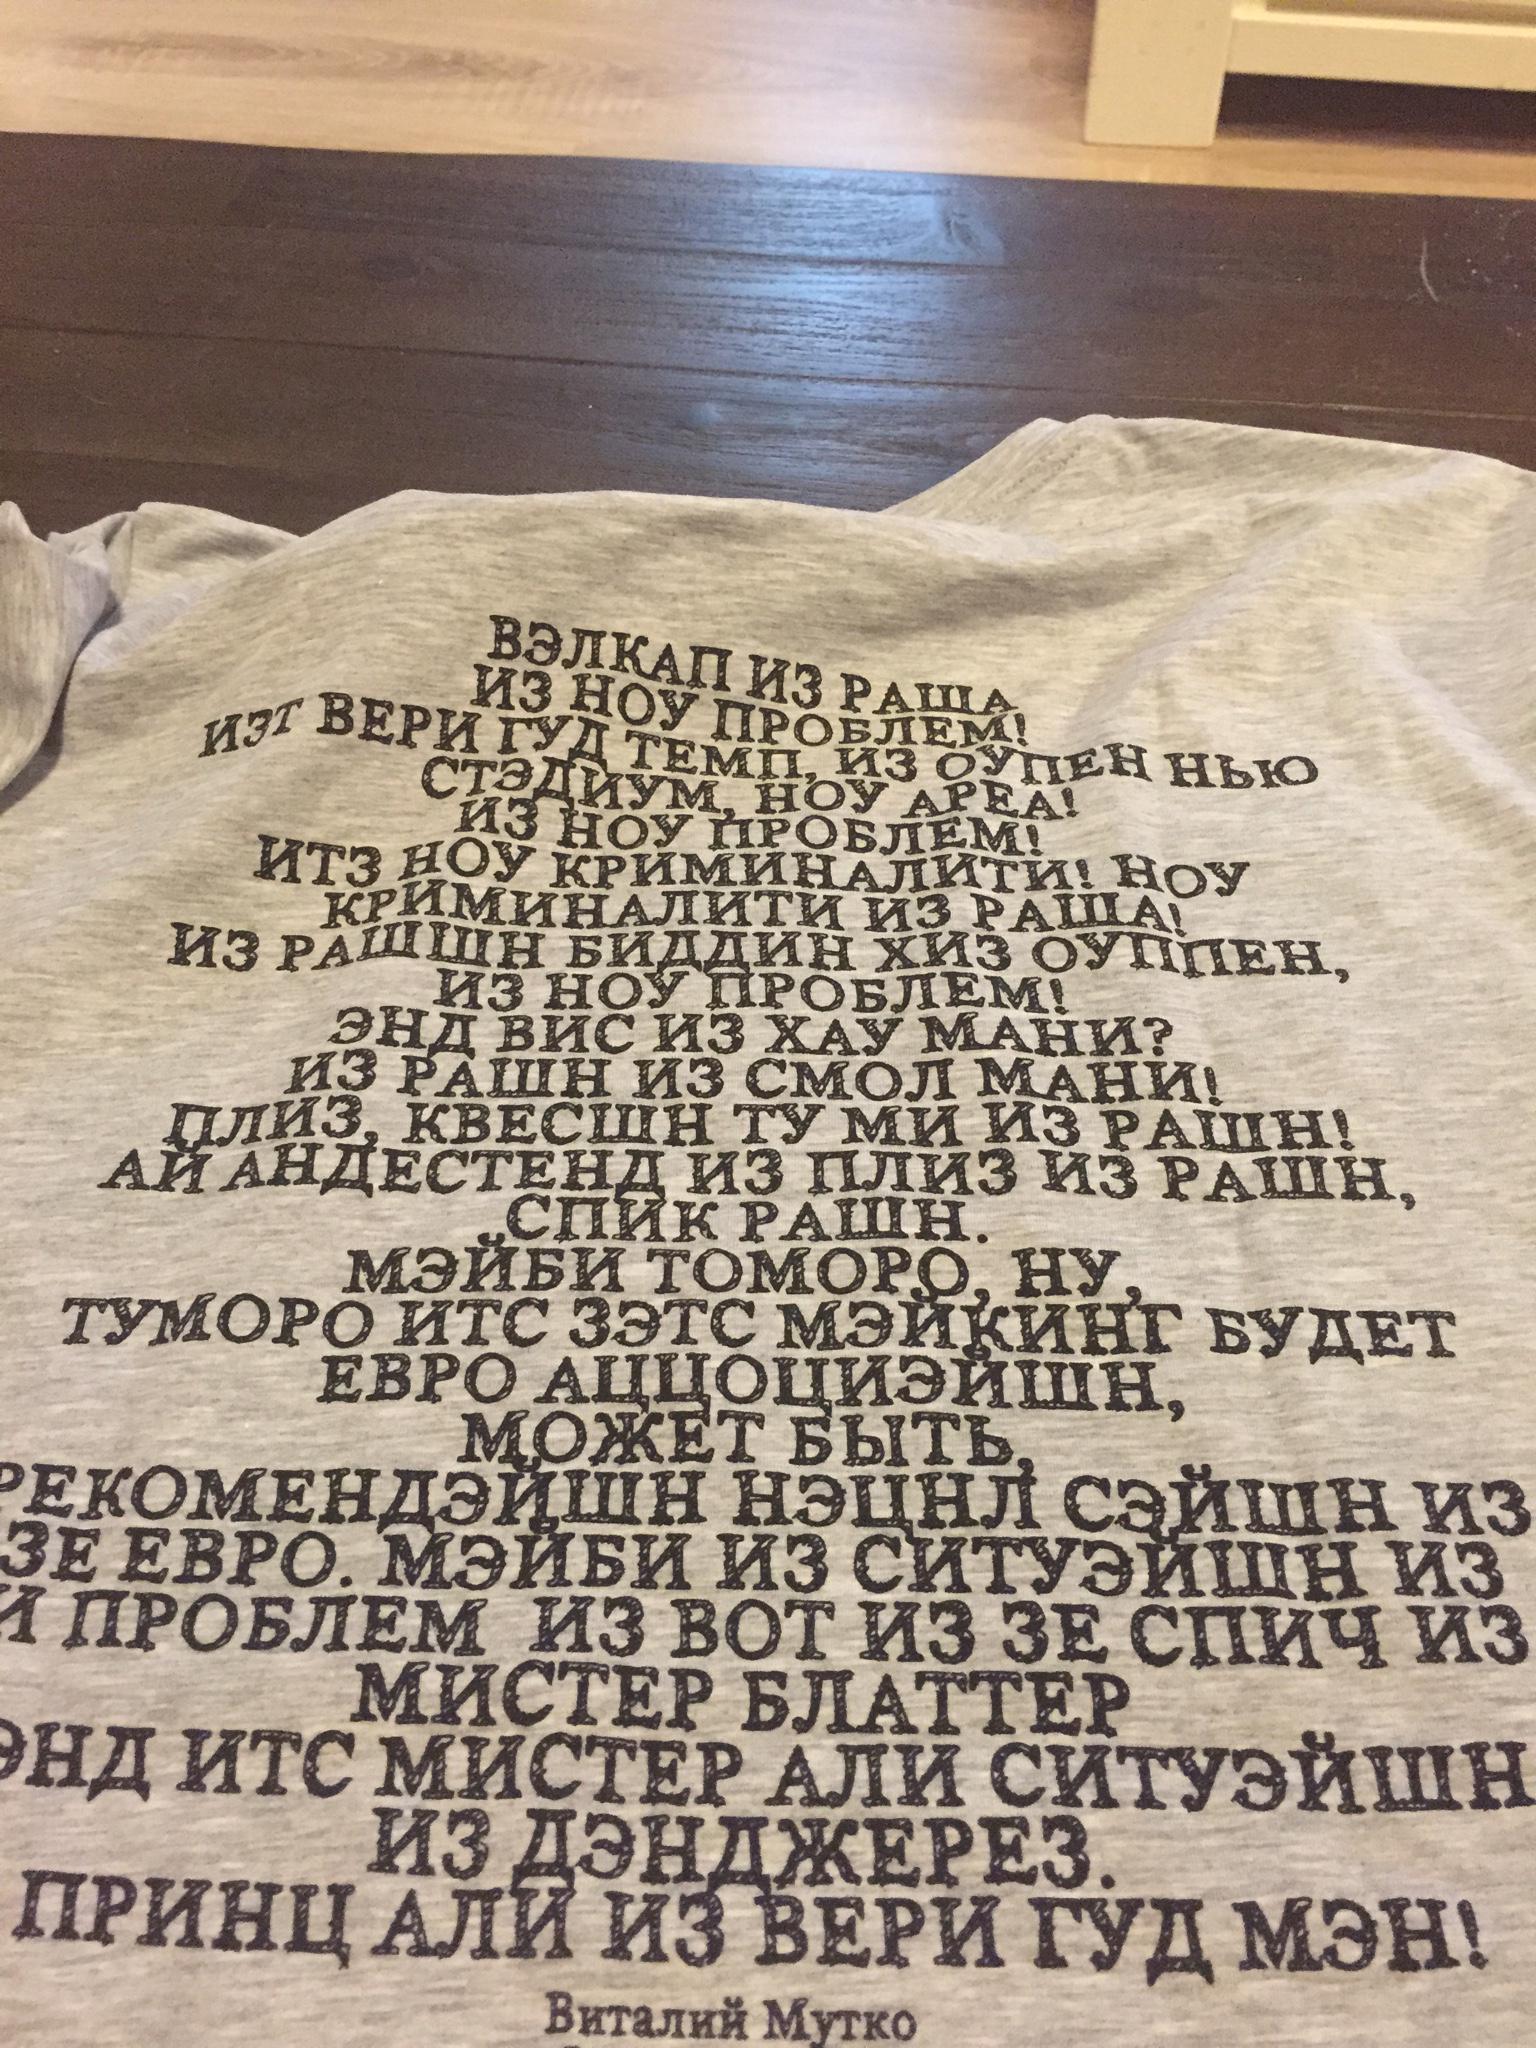 ВЭЛКАП ИЗ РАША
ИЗ НОУ ПРОБЛЕМ!
ИЗТ ВЕРИ ГУД ТЕМП, ИЗ ОУПЕН НЬЮ
СТЭДИУМ, НОУ АРЕА!
ИЗ НОУ ПРОБЛЕМ!
ИТЗ НОУ КРИМИНАЛИТИ! НОУ
КРИМИНАЛИТИ ИЗ РАША!
ИЗ РАШШН БИДДИН ХИЗ ОУППЕН,
ИЗ НОУ ПРОБЛЕМ!
ЭНД ВИС ИЗ ХАУ МАНИ?
ИЗ РАШН ИЗ СМОЛ МАНИ!
ПЛИЗ, КВЕСШН ТУ МИ ИЗ РАШН!
АЙ АНДЕСТЕНД ИЗ ПЛИЗ ИЗ РАШН,
СПИК РАШН.
МЭЙБИ ТОМОРО, НУ,
ТУМОРО ИТС ЗЭТС МЭЙКИНГ БУДЕТ
ЕВРО АЦЦОЦИЭЙШН,
МОЖЕТ БЫТЬ,
РЕКОМЕНДЭЙШН НЭЦНЛ СЭЙШН ИЗ
ЗЕ ЕВРО. МЭЙБИ ИЗ СИТУЭЙШН ИЗ
ПРОБЛЕМ ИЗ ВОТ ИЗ ЗЕ СПИЧ ИЗ
МИСТЕР БЛАТТЕР
ЭНД ИТС МИСТЕР АЛИ СИТУЭЙШН
ИЗ ДЭНДЖЕРЕЗ.
ПРИНЦ АЛИ ИЗ ВЕРИ ГУД МЭН!
Виталий Мутко